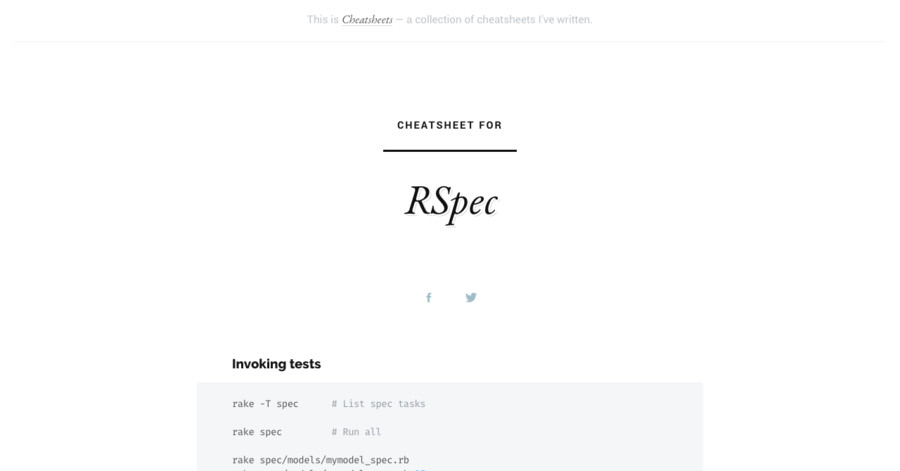 This is Cheatsheets — a collection of cheatsheets I've written.
CHEATSHEET FOR
RSpec
Invoking tests
rake -T spec # List spec tasks
rake spec # Run all
rake spec/models/mymodel_spec.rb